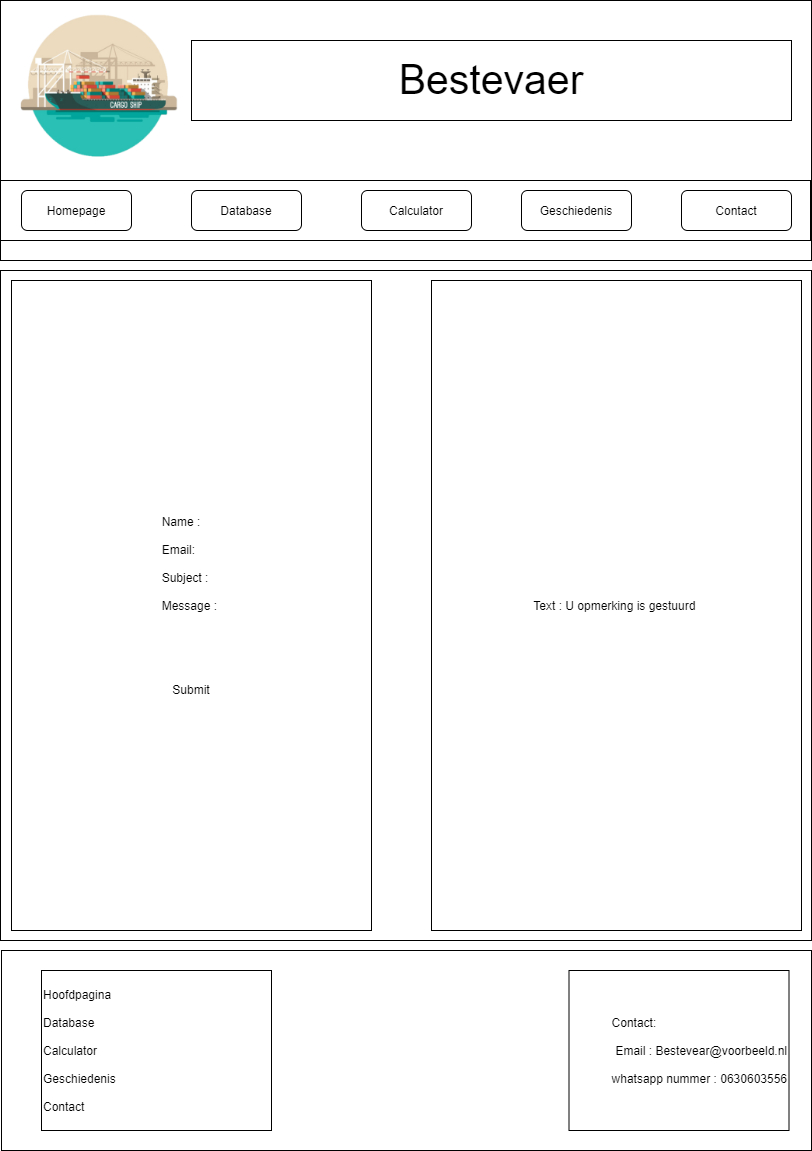 CARGO SHIP
Bestevaer
Homepage
Database
Calculator
Geschiedenis
Contact
Name :
Email:
Subject :
Message :
Submit
Text : U opmerking is gestuurd
Hoofdpagina
Database
Calculator
Geschiedenis
Contact
Contact:
Email : Bestevear@voorbeeld.nl
whatsapp nummer : 0630603556